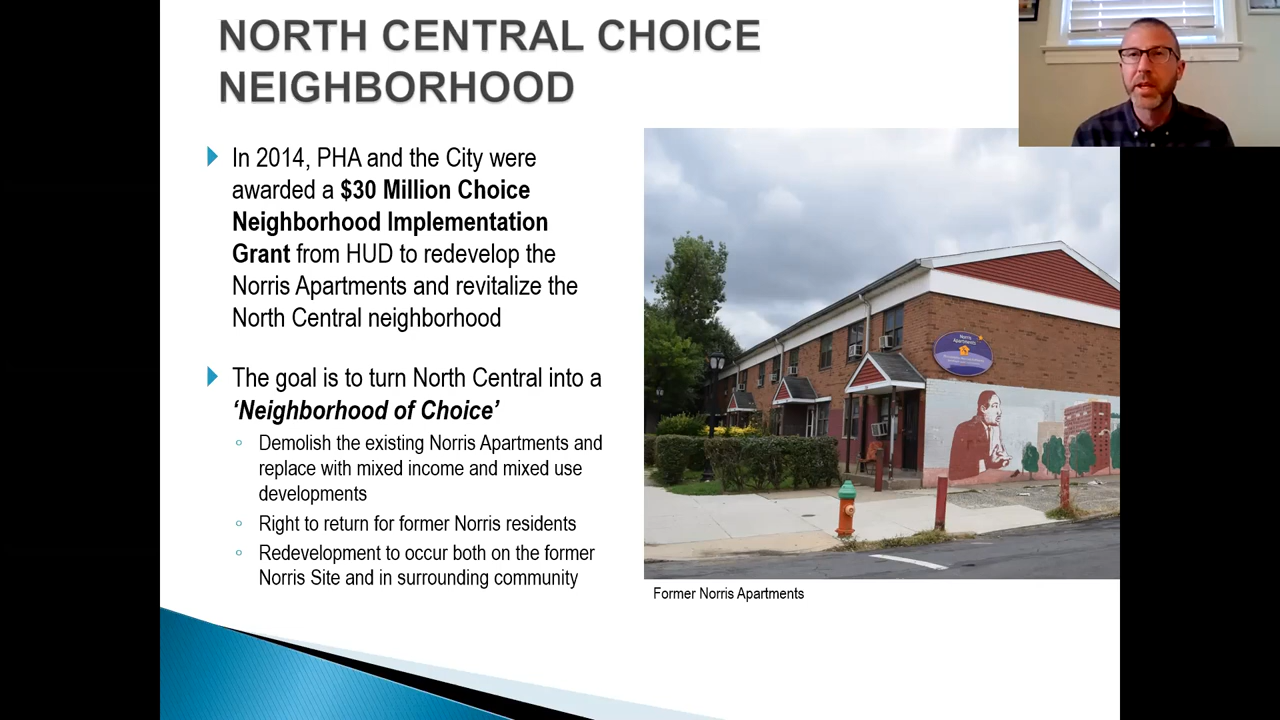 NORTH CENTRAL CHOICE
NEIGHBORHOOD
In 2014, PHA and the City were
awarded a $30 Million Choice
Neighborhood Implementation
Grant from HUD to redevelop the
Norris Apartments and revitalize the
North Central neighborhood
The goal is to turn North Central into a
‘Neighborhood of Choice’
Demolish the existing Norris Apartments and
replace with mixed income and mixed use
developments
Right to return for former Norris residents
Redevelopment to occur both on the former
Norris Site and in surrounding community
Norris
Apartments
Former Norris Apartments